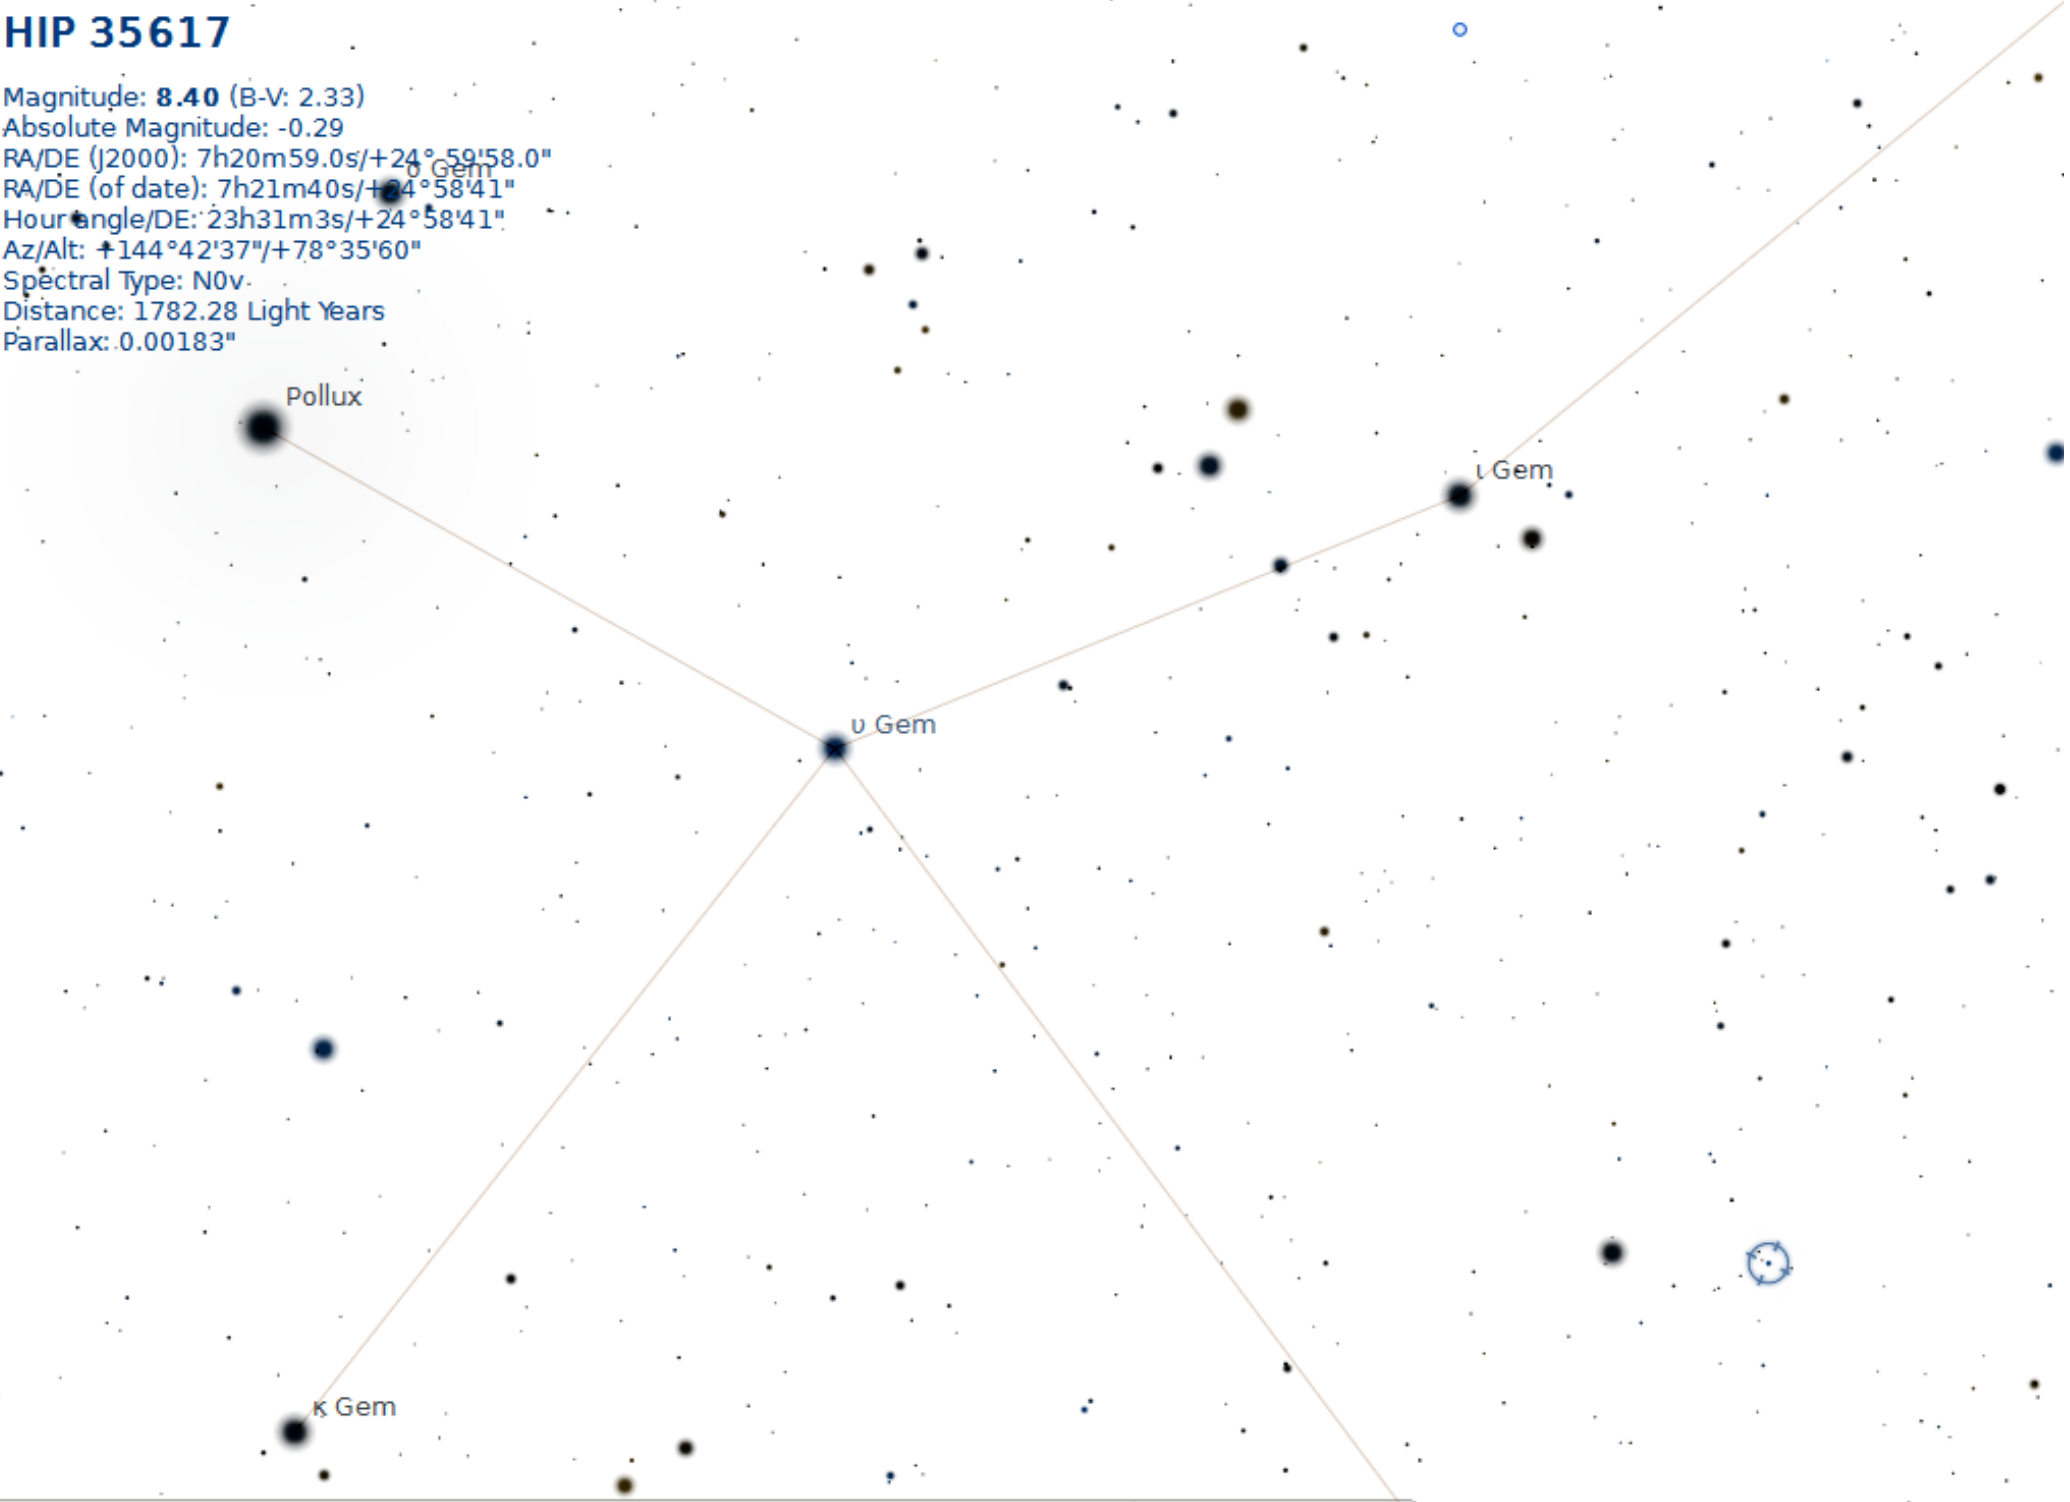 HIP 35617
Magnitude: 8.40 (B-V: 2.33)
Absolute Magnitude: -0.29
RA/DE (J2000): 7h20m59.0s/+24°59'58.0"
σ Gem
RA/DE (of date): 7h21m40s/+24°58'41"
Hour angle/DE: 23h31m3s/+24°58'41"
Az/Alt: +144°42'37"/+78°35'60"
Spectral Type: N0v
Distance: 1782.28 Light Years
Parallax: 0.00183"
Pollux
ι Gem
υ Gem
κ Gem